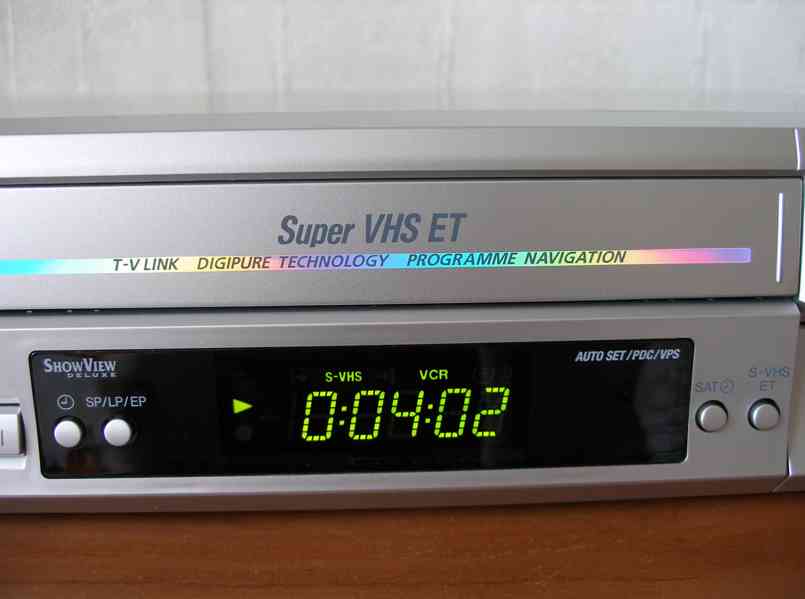 Super VHS ET
T-V LINK DIGIPURE TECHNOLOGY PROGRAMME NAVIGATION
AUTO SET/PDC/VPS
SHOWVIEW
DELUXE
S-VHS VCR
S-VHS
ET
SAT
SP/LP/EP
0:04:02